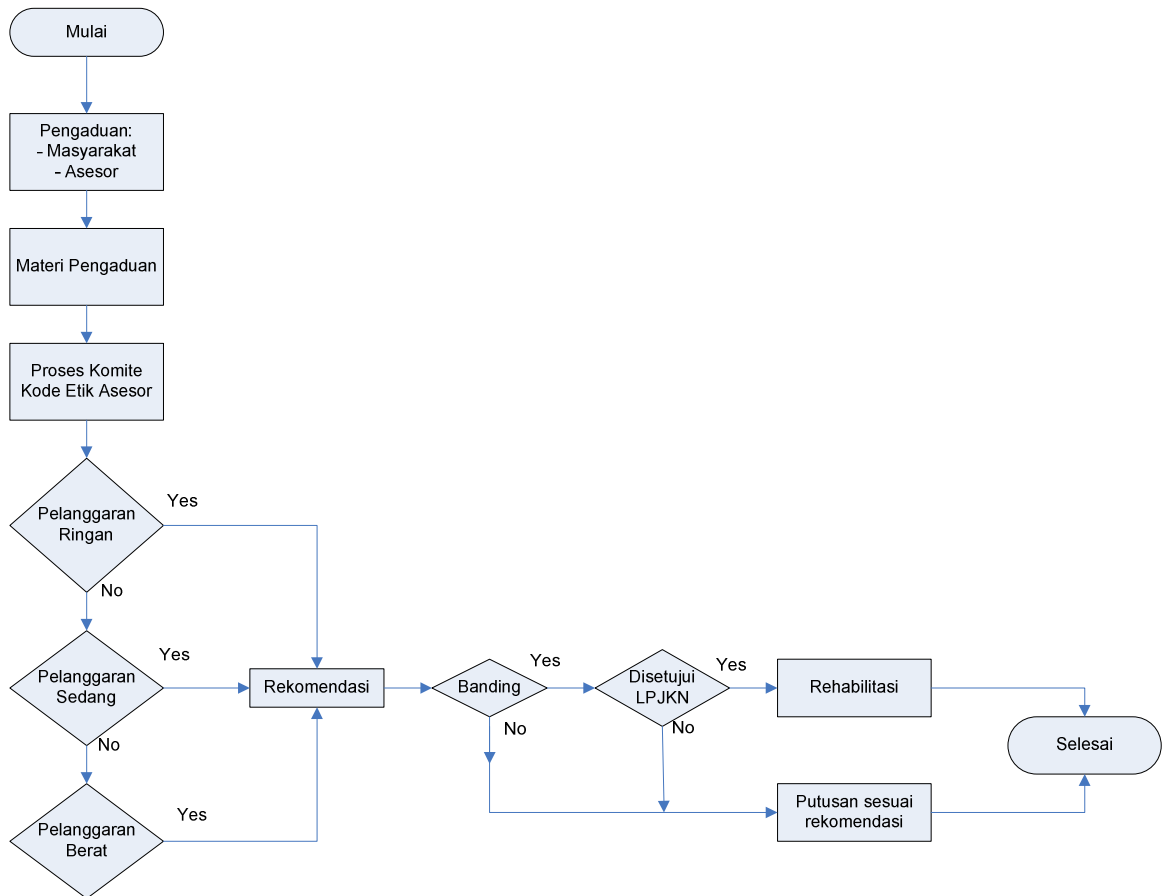 Mulai
Pengaduan:
- Masyarakat
- Asesor
Materi Pengaduan
Proses Komite
Kode Etik Asesor
Pelanggaran
Ringan
Yes
No
Pelanggaran
Sedang
Yes
No
Pelanggaran
Berat
Yes
Rekomendasi
Banding
Yes
No
Disetujui
LPJKN
Yes
No
Rehabilitasi
Putusan sesuai
rekomendasi
Selesai